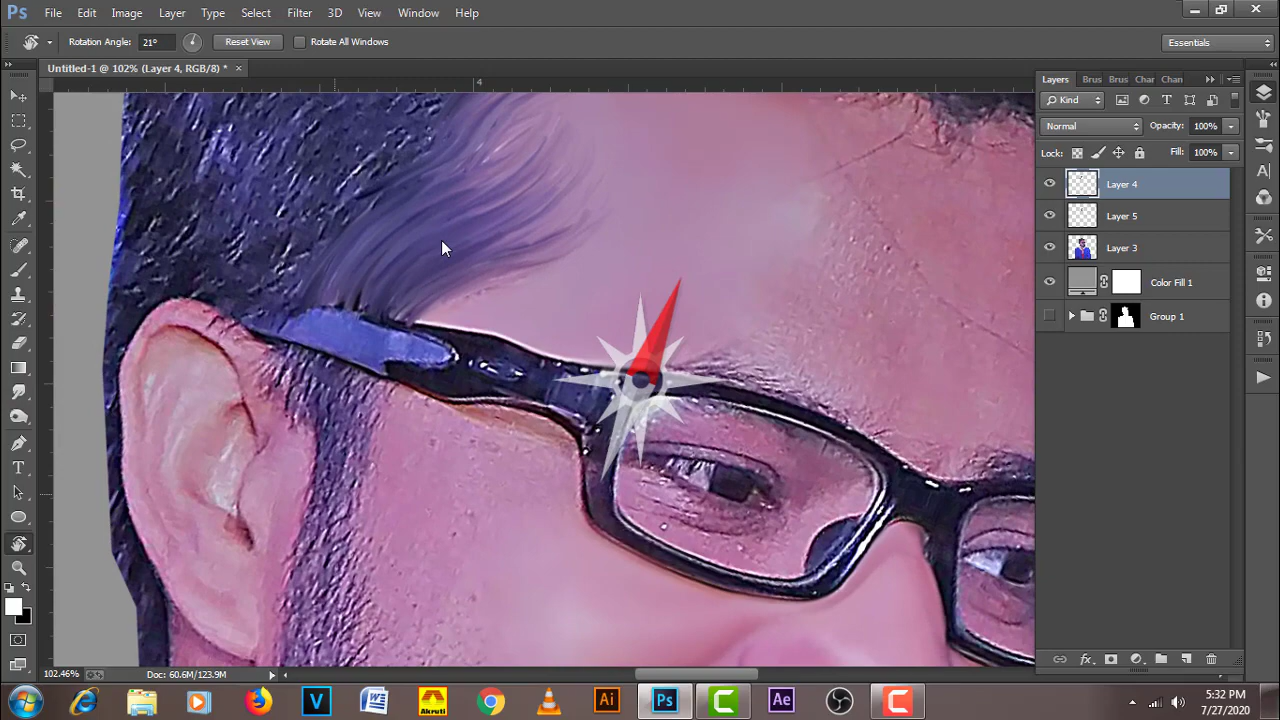 Ps File Edit Image Layer Type Select Filter 3D View Window Help
Rotation Angle: 21° Reset View Rotate All Windows Essentials
Untitled-1 @ 102% (Layer 4, RGB/8) * ×
4
Layers Brus Brus Char Chan
Kind
Normal Opacity: 100%
Lock: Fill: 100%
Layer 4
Layer 5
Layer 3
Color Fill 1
Group 1
T
fx
102.46% Doc: 60.6M/123.9M
V W Akruti Ai Ps C Ae C
5:32 PM
7/27/2020